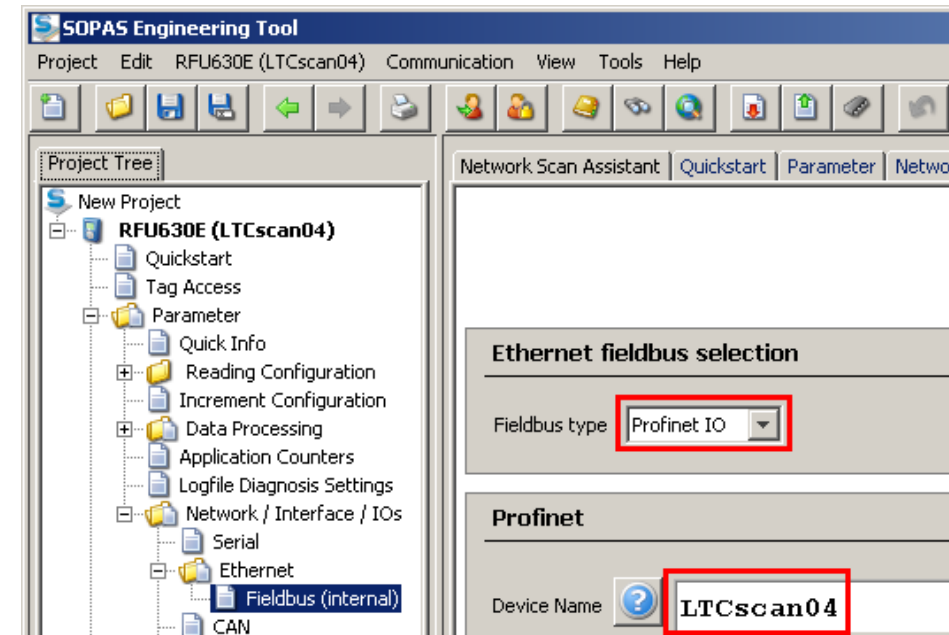 SOPAS Engineering Tool
Project Edit RFU630E (LTCscan04) Communication View Tools Help
Project Tree
New Project
RFU630E (LTCscan04)
Quickstart
Tag Access
Parameter
Quick Info
Reading Configuration
Increment Configuration
Data Processing
Application Counters
Logfile Diagnosis Settings
Network / Interface / IOs
Serial
Ethernet
Fieldbus (internal)
CAN
Network Scan Assistant Quickstart Parameter Netwo
Ethernet fieldbus selection
Fieldbus type Profinet IO
Profinet
Device Name ? LTCscan04